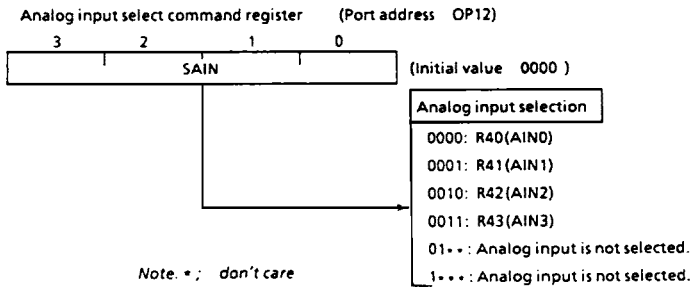 Analog input select command register (Port address OP12)
3 2 1 0
SAIN
(Initial value 0000 )
Analog input selection
0000: R40(AIN0)
0001: R41(AIN1)
0010: R42(AIN2)
0011: R43(AIN3)
01**: Analog input is not selected.
1***: Analog input is not selected.
Note. *; don't care